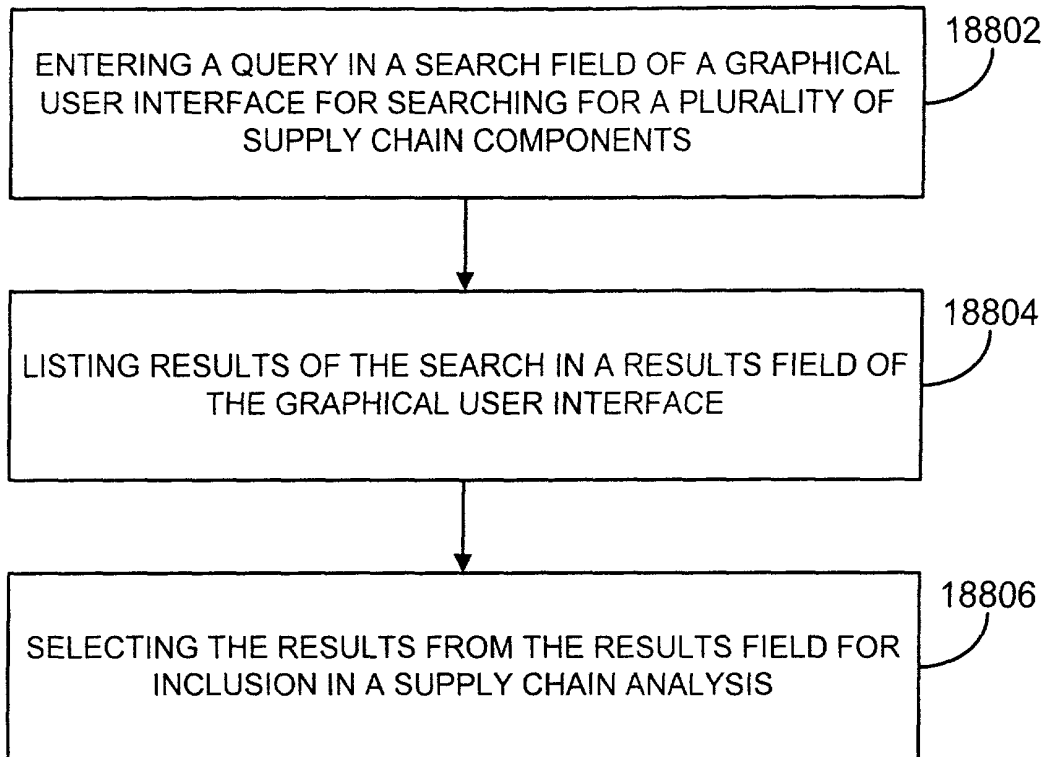 18802
ENTERING A QUERY IN A SEARCH FIELD OF A GRAPHICAL
USER INTERFACE FOR SEARCHING FOR A PLURALITY OF
SUPPLY CHAIN COMPONENTS
18804
LISTING RESULTS OF THE SEARCH IN A RESULTS FIELD OF
THE GRAPHICAL USER INTERFACE
18806
SELECTING THE RESULTS FROM THE RESULTS FIELD FOR
INCLUSION IN A SUPPLY CHAIN ANALYSIS